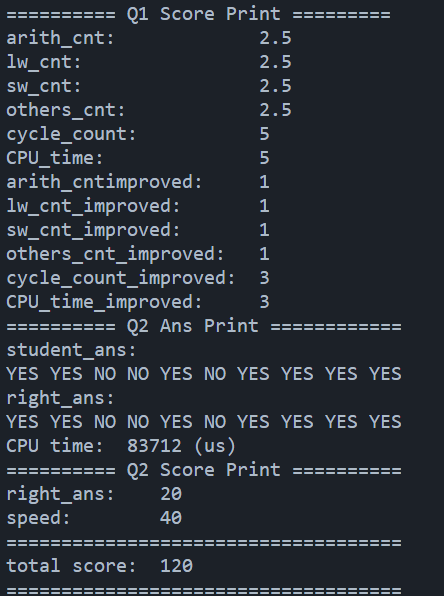 ========== Q1 Score Print =========
arith_cnt: 2.5
lw_cnt: 2.5
sw_cnt: 2.5
others_cnt: 2.5
cycle_count: 5
CPU_time: 5
arith_cntimproved: 1
lw_cnt_improved: 1
sw_cnt_improved: 1
others_cnt_improved: 1
cycle_count_improved: 3
CPU_time_improved: 3
========== Q2 Ans Print ============
student_ans:
YES YES NO NO YES NO YES YES YES YES
right_ans:
YES YES NO NO YES NO YES YES YES YES
CPU time: 83712 (us)
========== Q2 Score Print ==========
right_ans: 20
speed: 40
====================================
total score: 120
====================================